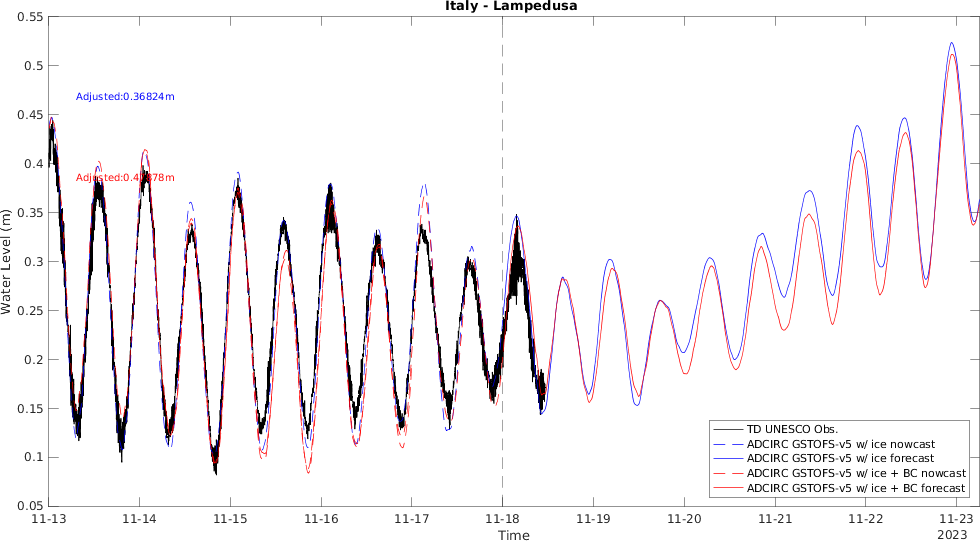 Italy - Lampedusa
0.55
0.5
0.45
0.4
0.35
0.3
0.25
0.2
0.15
0.1
0.05
Water Level (m)
Adjusted:0.36824m
TD UNESCO Obs.
ADCIRC GSTOFS-v5 w/ ice nowcast
ADCIRC GSTOFS-v5 w/ ice forecast
ADCIRC GSTOFS-v5 w/ ice + BC nowcast
ADCIRC GSTOFS-v5 w/ ice + BC forecast
11-13 11-14 11-15 11-16 11-17 11-18 11-19 11-20 11-21 11-22 11-23
Time
2023